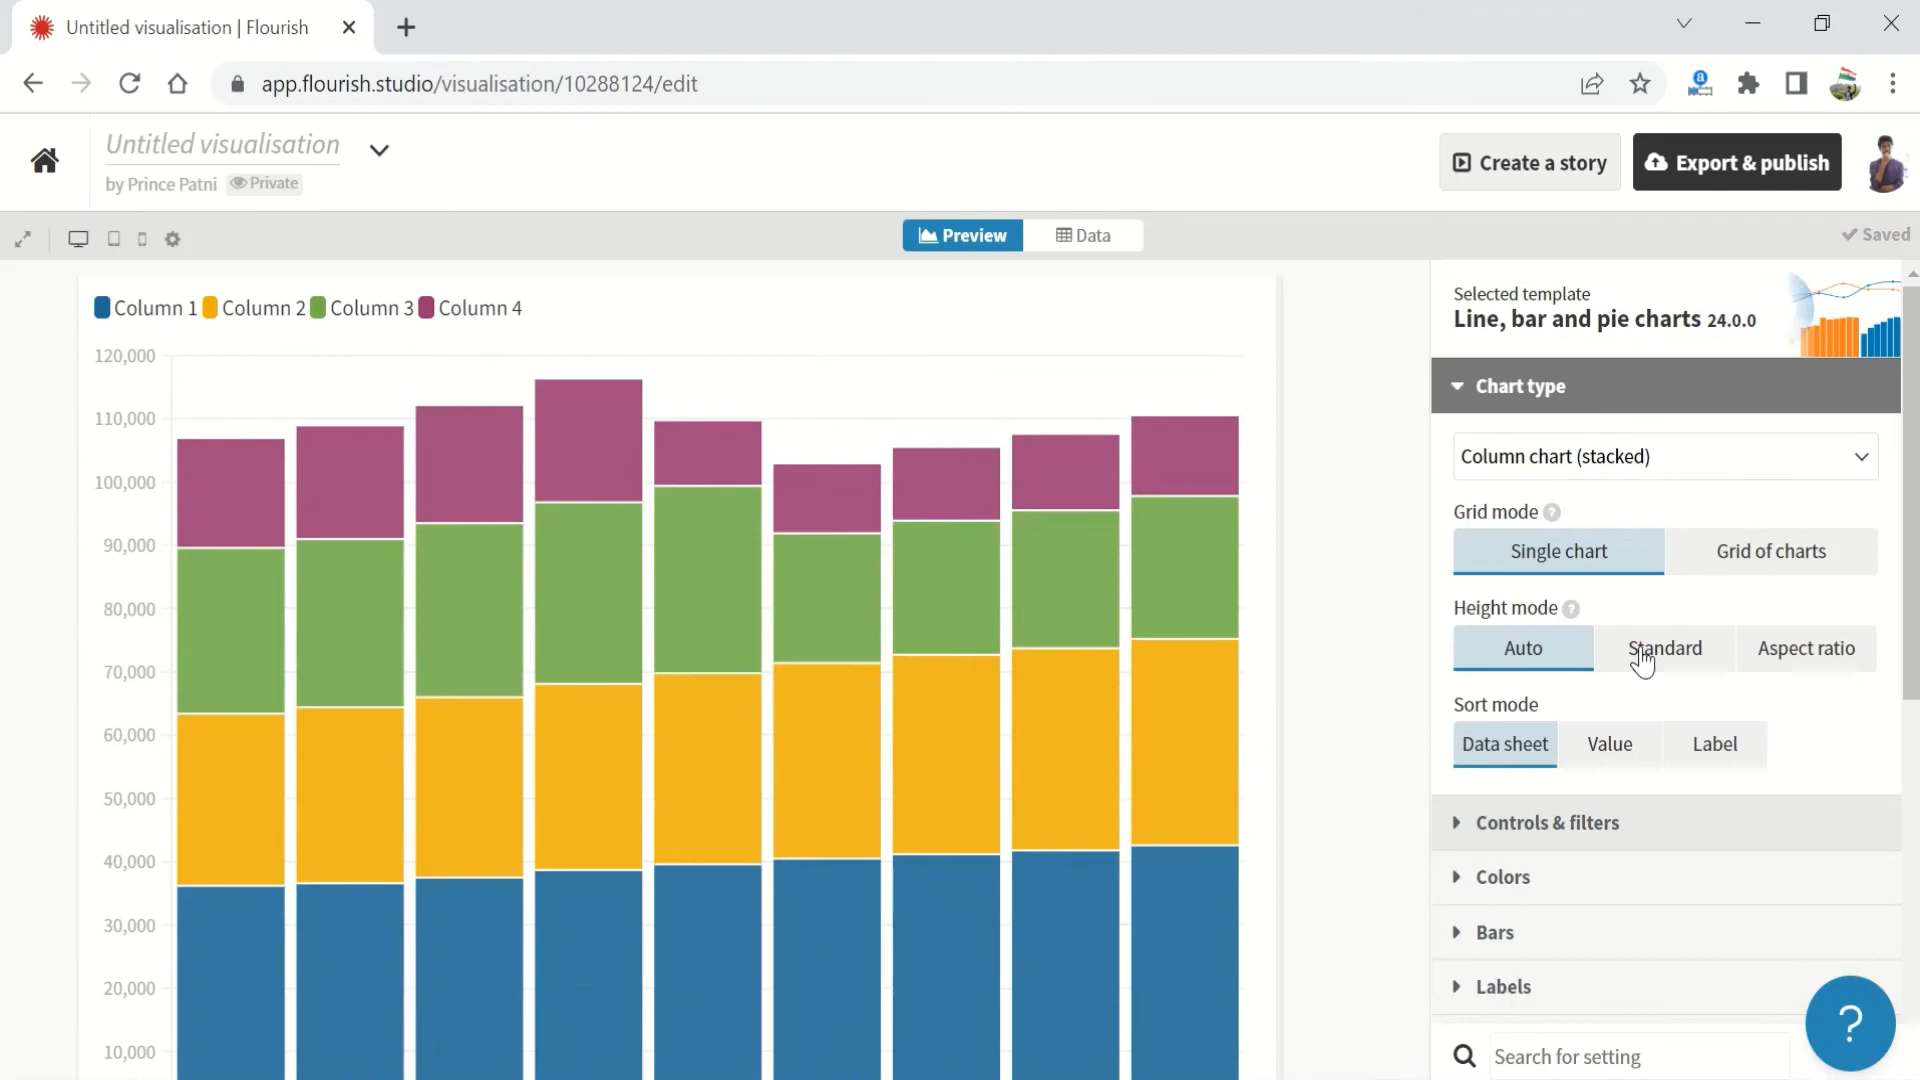 Untitled visualisation | Flourish
app.flourish.studio/visualisation/10288124/edit
Untitled visualisation
by Prince Patni Private
Create a story
Export & publish
Preview
Data
Saved
Column 1 Column 2 Column 3 Column 4
120,000
110,000
100,000
90,000
80,000
70,000
60,000
50,000
40,000
30,000
20,000
10,000
Selected template
Line, bar and pie charts 24.0.0
Chart type
Column chart (stacked)
Grid mode ?
Single chart Grid of charts
Height mode ?
Auto Standard Aspect ratio
Sort mode
Data sheet Value Label
Controls & filters
Colors
Bars
Labels
Search for setting
?